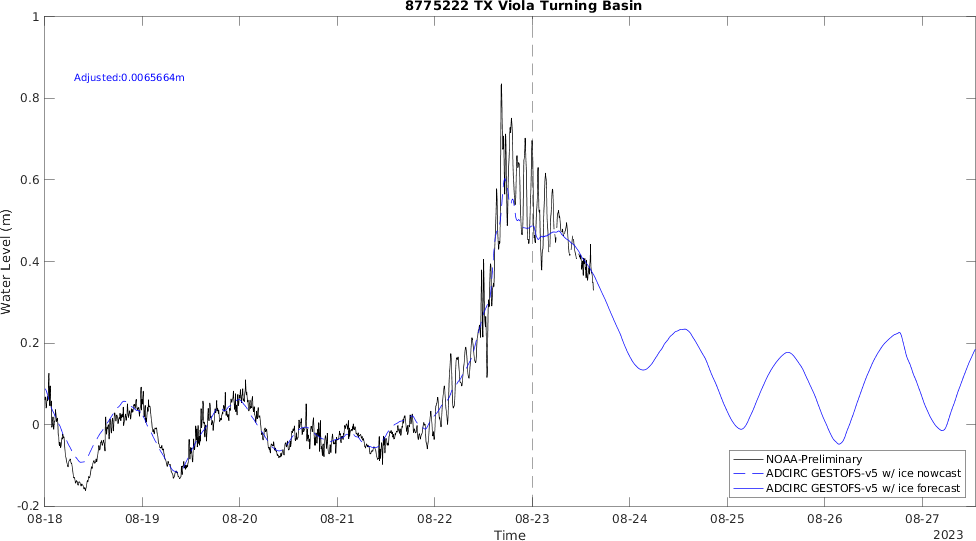 8775222 TX Viola Turning Basin
1
0.8
0.6
0.4
0.2
0
-0.2
Water Level (m)
Adjusted:0.0065664m
NOAA-Preliminary
ADCIRC GESTOFS-v5 w/ ice nowcast
ADCIRC GESTOFS-v5 w/ ice forecast
08-18 08-19 08-20 08-21 08-22 08-23 08-24 08-25 08-26 08-27
Time
2023